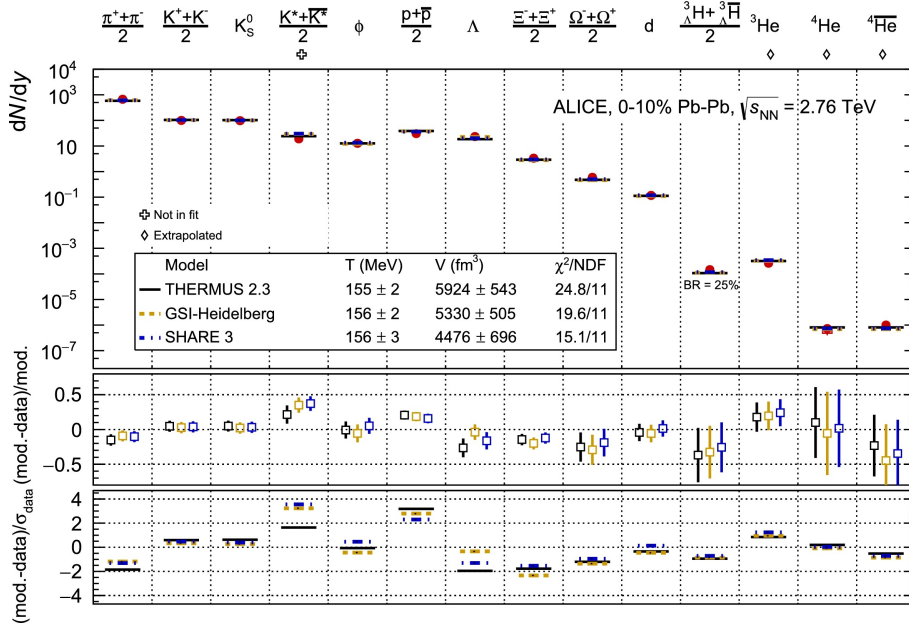 π⁺+π⁻/2 K⁺+K⁻/2 K⁰_S K*+K̅*̅/2 ϕ p+p̅/2 Λ Ξ⁻+Ξ̅⁺/2 Ω⁻+Ω̅⁺/2 d ³_ΛH+³_Λ̅H̅/2 ³He ⁴He ⁴H̅e̅
dN/dy
10⁴
ALICE, 0-10% Pb-Pb, √s_NN = 2.76 TeV
10³
10
10⁻¹
10⁻³
10⁻⁵
10⁻⁷
Not in fit
Extrapolated
Model T (MeV) V (fm³) χ²/NDF
THERMUS 2.3 155 ± 2 5924 ± 543 24.8/11
GSI-Heidelberg 156 ± 2 5330 ± 505 19.6/11
SHARE 3 156 ± 3 4476 ± 696 15.1/11
BR = 25%
(mod.-data)/mod.
0.5
0
−0.5
(mod.-data)/σ_data
4
2
0
−2
−4